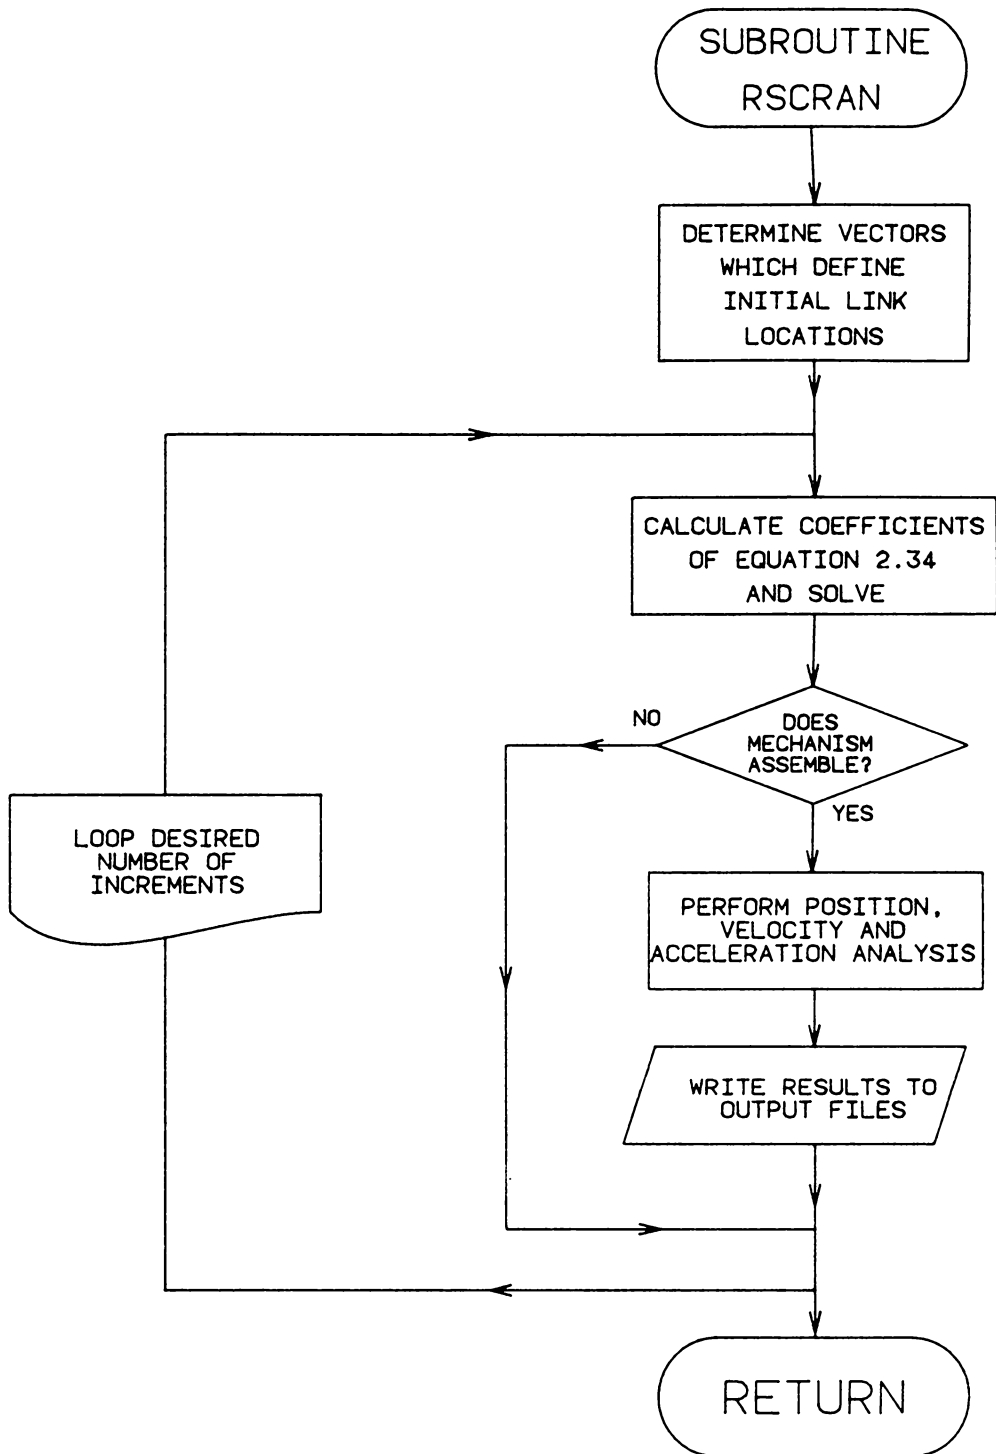 SUBROUTINE
RSCRAN
DETERMINE VECTORS
WHICH DEFINE
INITIAL LINK
LOCATIONS
CALCULATE COEFFICIENTS
OF EQUATION 2.34
AND SOLVE
NO
DOES
MECHANISM
ASSEMBLE?
YES
LOOP DESIRED
NUMBER OF
INCREMENTS
PERFORM POSITION,
VELOCITY AND
ACCELERATION ANALYSIS
WRITE RESULTS TO
OUTPUT FILES
RETURN